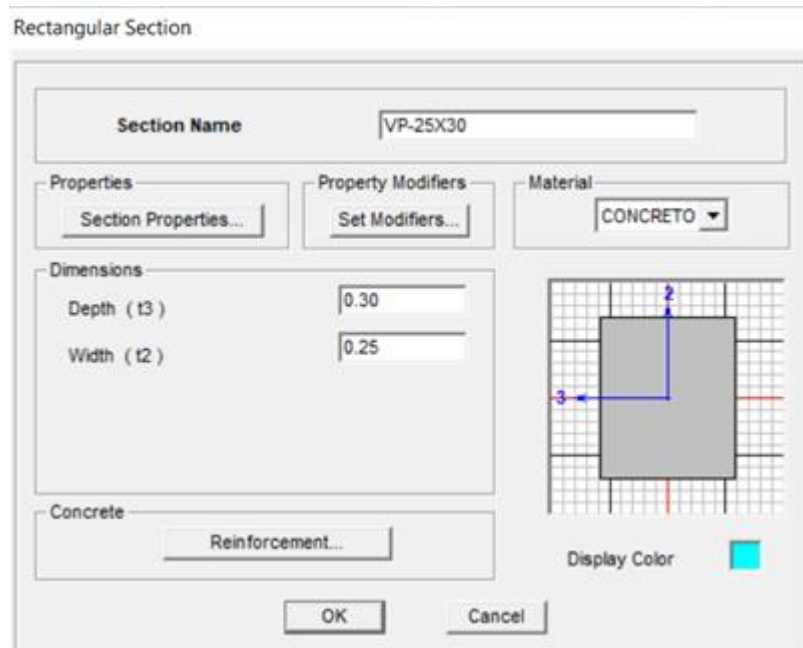 Rectangular Section
Section Name VP-25X30
Properties Property Modifiers Material
Section Properties... Set Modifiers... CONCRETO
Dimensions
Depth ( t3 ) 0.30
Width ( t2 ) 0.25
2
3
Concrete
Reinforcement...
Display Color
OK Cancel